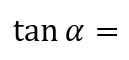 tan α =